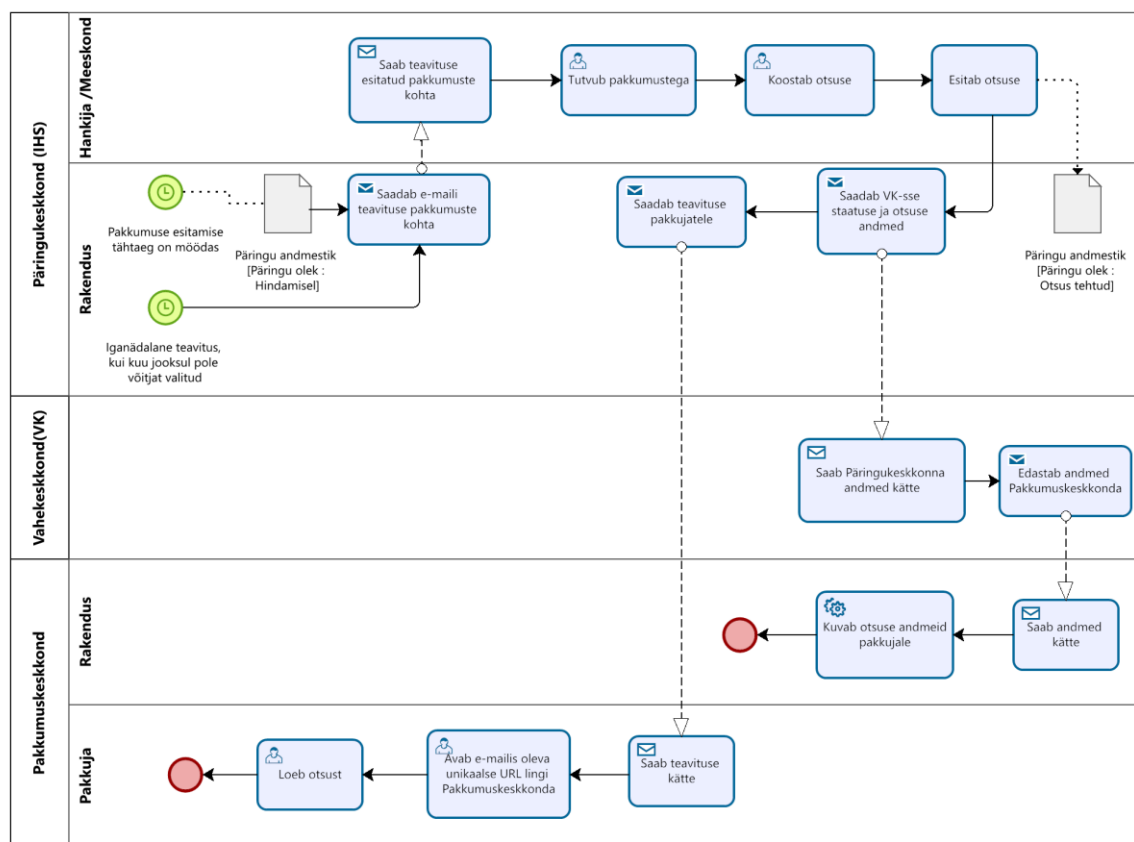 Päringukeskkond (IHS)
Hankija /Meeskond
Saab teavituse
esitatud pakkumuste
kohta
Tutvub pakkumustega
Koostab otsuse
Esitab otsuse
Rakendus
Pakkumuse esitamise
tähtaeg on möödas
Päringu andmestik
[Päringu olek :
Hindamisel]
Saadab e-maili
teavituse pakkumuste
kohta
Saadab teavituse
pakkujatele
Saadab VK-sse
staatuse ja otsuse
andmed
Päringu andmestik
[Päringu olek :
Otsus tehtud]
Iganädalane teavitus,
kui kuu jooksul pole
võitjat valitud
Vahekeskkond(VK)
Saab Päringukeskkonna
andmed kätte
Edastab andmed
Pakkumuskeskkonda
Pakkumuskeskkond
Rakendus
Kuvab otsuse andmeid
pakkujale
Saab andmed
kätte
Pakkuja
Loeb otsust
Avab e-mailis oleva
unikaalse URL lingi
Pakkumuskeskkonda
Saab teavituse
kätte